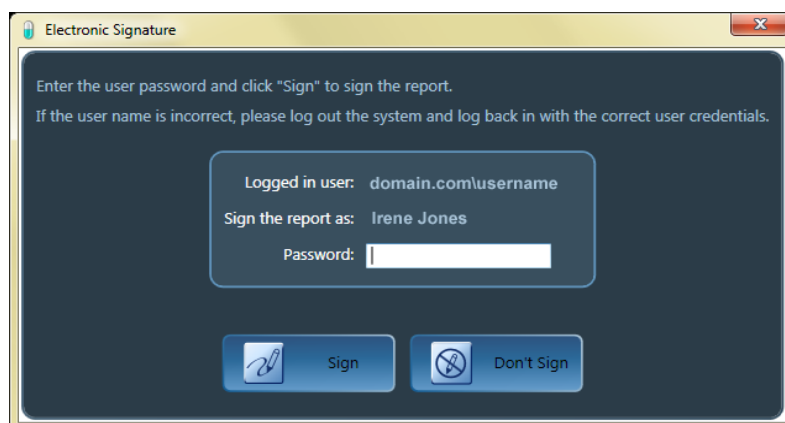 Electronic Signature
Enter the user password and click "Sign" to sign the report.
If the user name is incorrect, please log out the system and log back in with the correct user credentials.
Logged in user: domain.com\username
Sign the report as: Irene Jones
Password:
Sign Don't Sign